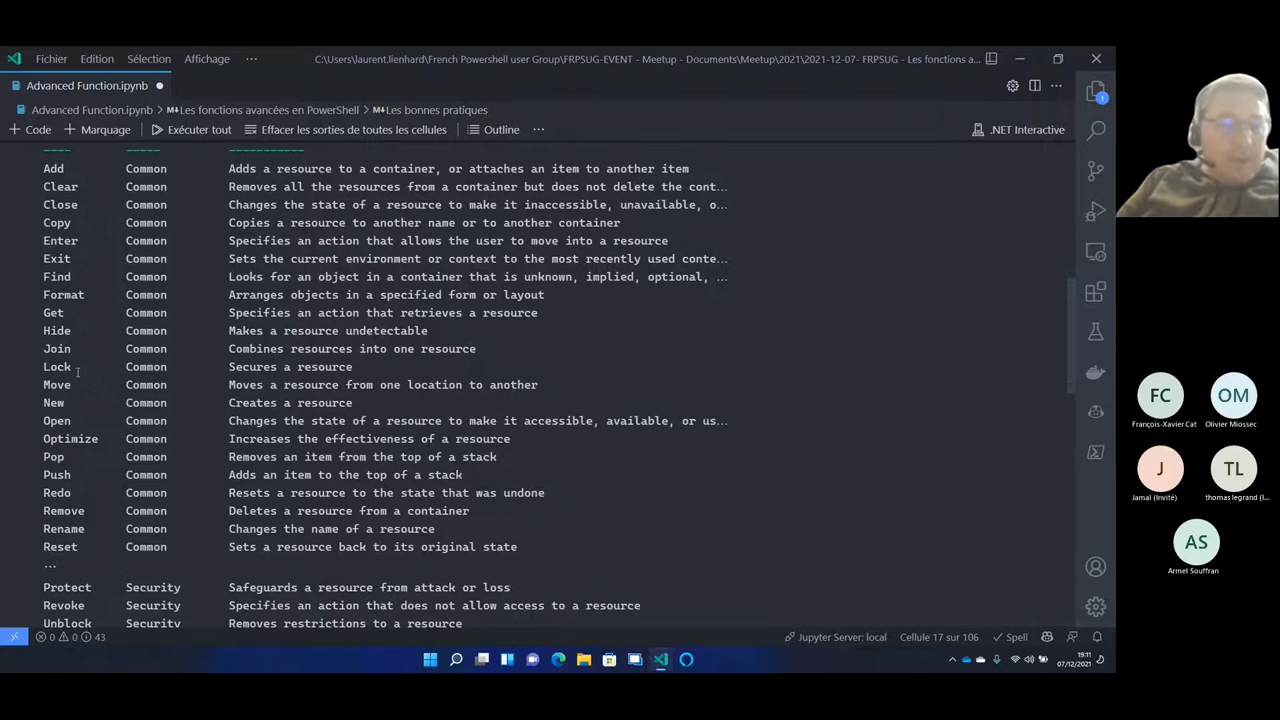 Fichier Edition Sélection Affichage ··· C:\Users\laurent.lienhard\French Powershell user Group\FRPSUG-EVENT - Meetup - Documents\Meetup\2021\2021-12-07- FRPSUG - Les fonctions a...
Advanced Function.ipynb
Advanced Function.ipynb > Les fonctions avancées en PowerShell > Les bonnes pratiques
+ Code + Marquage Exécuter tout Effacer les sorties de toutes les cellules Outline ··· .NET Interactive
---- ----- -----------
Add Common Adds a resource to a container, or attaches an item to another item
Clear Common Removes all the resources from a container but does not delete the cont...
Close Common Changes the state of a resource to make it inaccessible, unavailable, o...
Copy Common Copies a resource to another name or to another container
Enter Common Specifies an action that allows the user to move into a resource
Exit Common Sets the current environment or context to the most recently used conte...
Find Common Looks for an object in a container that is unknown, implied, optional, ...
Format Common Arranges objects in a specified form or layout
Get Common Specifies an action that retrieves a resource
Hide Common Makes a resource undetectable
Join Common Combines resources into one resource
Lock Common Secures a resource
Move Common Moves a resource from one location to another
New Common Creates a resource
Open Common Changes the state of a resource to make it accessible, available, or us...
Optimize Common Increases the effectiveness of a resource
Pop Common Removes an item from the top of a stack
Push Common Adds an item to the top of a stack
Redo Common Resets a resource to the state that was undone
Remove Common Deletes a resource from a container
Rename Common Changes the name of a resource
Reset Common Sets a resource back to its original state
...
Protect Security Safeguards a resource from attack or loss
Revoke Security Specifies an action that does not allow access to a resource
Unblock Security Removes restrictions to a resource
0 0 43 Jupyter Server: local Cellule 17 sur 106 Spell
19:11
07/12/2021
1
FC OM
François-Xavier Cat Olivier Miossec
J TL
Jamal (Invité) thomas legrand (I...
AS
Armel Souffran